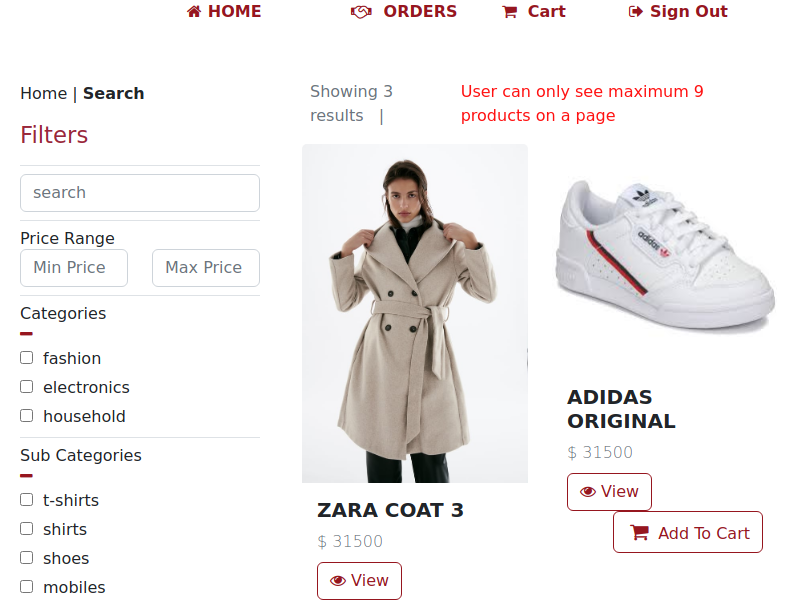 HOME
ORDERS
Cart
Sign Out
Home | Search
Filters
search
Price Range
Min Price
Max Price
Categories
fashion
electronics
household
Sub Categories
t-shirts
shirts
shoes
mobiles
Showing 3
results |
User can only see maximum 9
products on a page
ZARA COAT 3
$ 31500
View
adidas
adidas
ADIDAS
ORIGINAL
$ 31500
View
Add To Cart